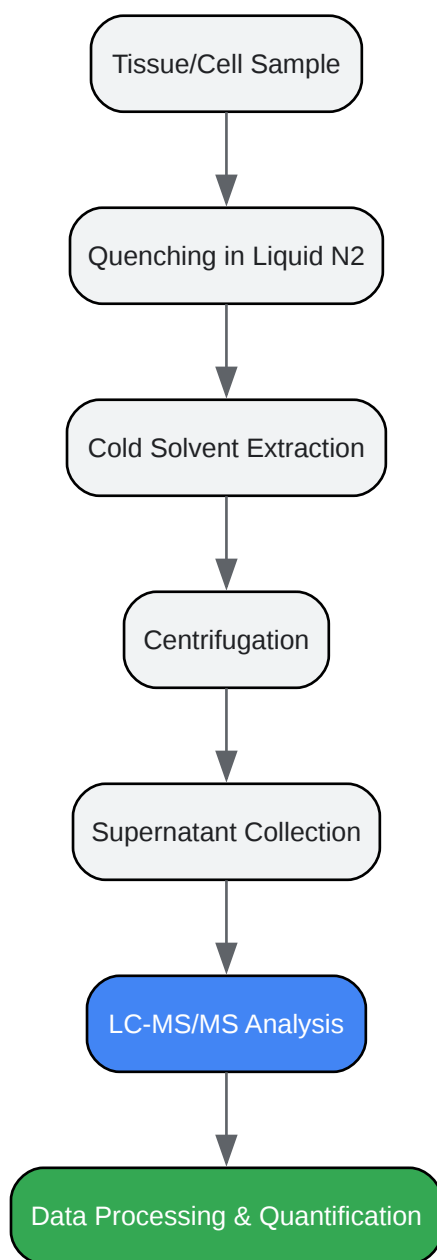 Tissue/Cell Sample
Quenching in Liquid N2
Cold Solvent Extraction
Centrifugation
Supernatant Collection
LC-MS/MS Analysis
Data Processing & Quantification